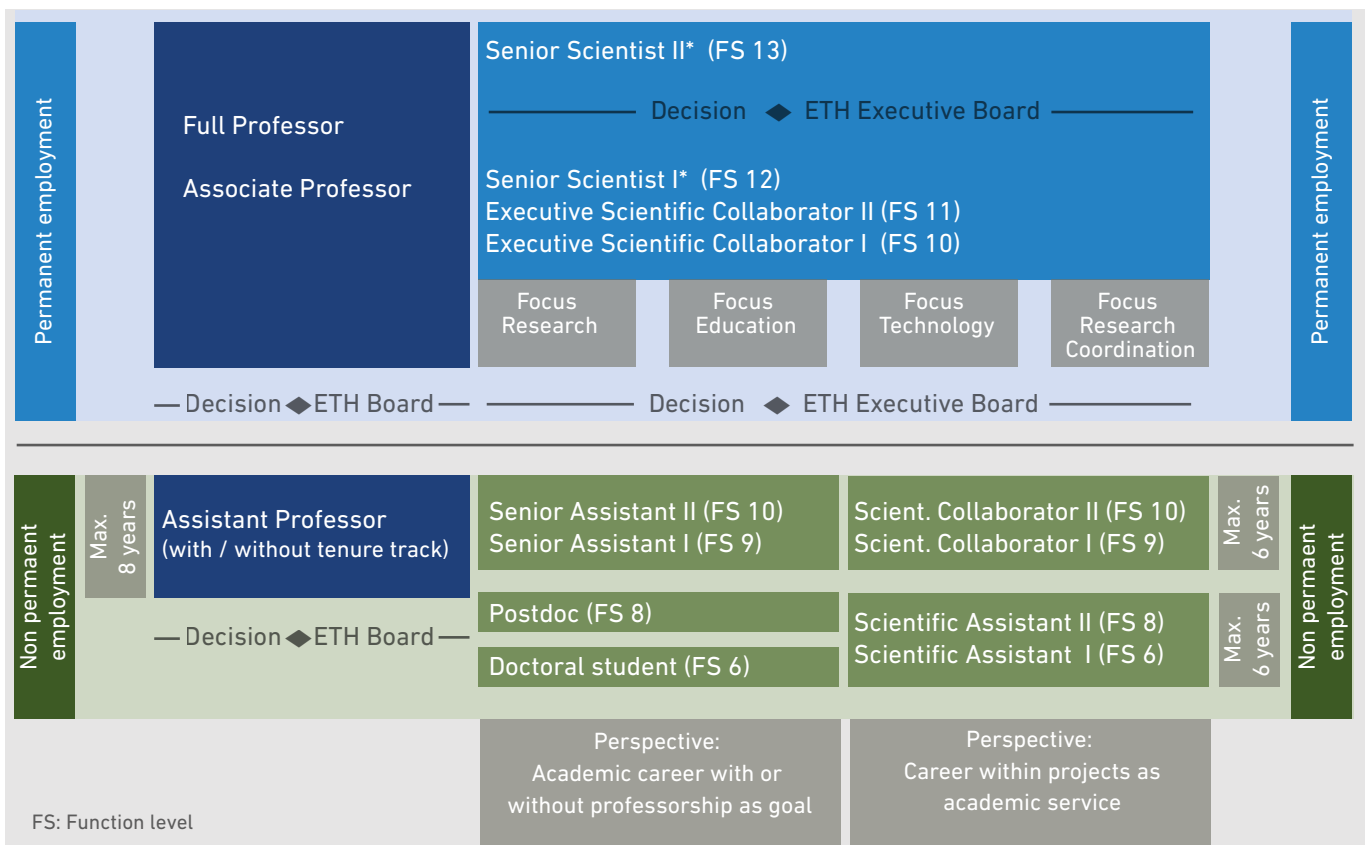 Permanent employment
Full Professor
Associate Professor
Senior Scientist II* (FS 13)
Decision ◆ ETH Executive Board
Senior Scientist I* (FS 12)
Executive Scientific Collaborator II (FS 11)
Executive Scientific Collaborator I (FS 10)
Focus
Research
Focus
Education
Focus
Technology
Focus
Research
Coordination
Permanent employment
Decision ◆ ETH Board
Decision ◆ ETH Executive Board
Non permaent
employment
Max.
8 years
Assistant Professor
(with / without tenure track)
Decision ◆ ETH Board
Senior Assistant II (FS 10)
Senior Assistant I (FS 9)
Postdoc (FS 8)
Doctoral student (FS 6)
Scient. Collaborator II (FS 10)
Scient. Collaborator I (FS 9)
Scientific Assistant II (FS 8)
Scientific Assistant I (FS 6)
Max.
6 years
Max.
6 years
Non permaent
employment
Perspective:
Academic career with or
without professorship as goal
Perspective:
Career within projects as
academic service
FS: Function level